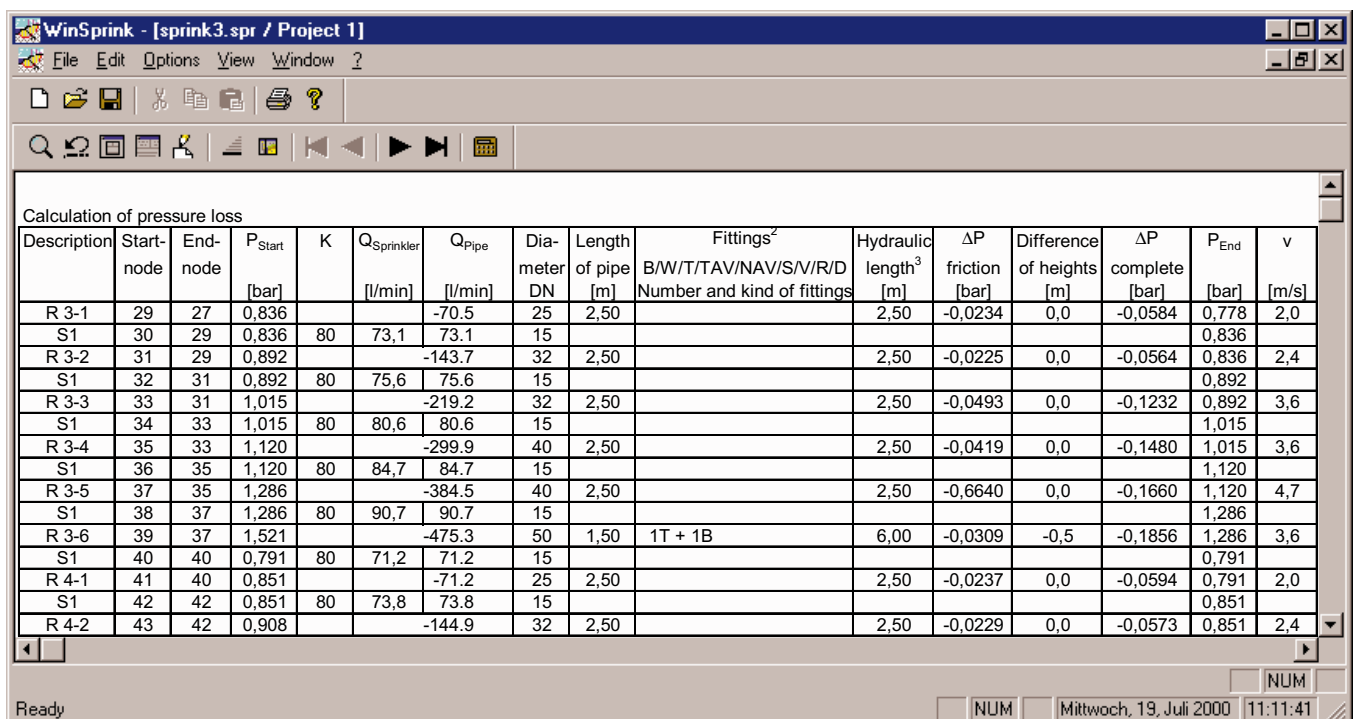 WinSprink - [sprink3.spr / Project 1]
File Edit Options View Window ?
Calculation of pressure loss
Description Start- End- PStart K QSprinkler QPipe Dia- Length Fittings2 Hydraulic ΔP Difference ΔP PEnd v
node node meter of pipe B/W/T/TAV/NAV/S/V/R/D length3 friction of heights complete
[bar] [l/min] [l/min] DN [m] Number and kind of fittings [m] [bar] [m] [bar] [bar] [m/s]
R 3-1 29 27 0,836 -70.5 25 2,50 2,50 -0,0234 0,0 -0,0584 0,778 2,0
S1 30 29 0,836 80 73,1 73.1 15 0,836
R 3-2 31 29 0,892 -143.7 32 2,50 2,50 -0,0225 0,0 -0,0564 0,836 2,4
S1 32 31 0,892 80 75,6 75.6 15 0,892
R 3-3 33 31 1,015 -219.2 32 2,50 2,50 -0,0493 0,0 -0,1232 0,892 3,6
S1 34 33 1,015 80 80,6 80.6 15 1,015
R 3-4 35 33 1,120 -299.9 40 2,50 2,50 -0,0419 0,0 -0,1480 1,015 3,6
S1 36 35 1,120 80 84,7 84.7 15 1,120
R 3-5 37 35 1,286 -384.5 40 2,50 2,50 -0,6640 0,0 -0,1660 1,120 4,7
S1 38 37 1,286 80 90,7 90.7 15 1,286
R 3-6 39 37 1,521 -475.3 50 1,50 1T + 1B 6,00 -0,0309 -0,5 -0,1856 1,286 3,6
S1 40 40 0,791 80 71,2 71.2 15 0,791
R 4-1 41 40 0,851 -71.2 25 2,50 2,50 -0,0237 0,0 -0,0594 0,791 2,0
S1 42 42 0,851 80 73,8 73.8 15 0,851
R 4-2 43 42 0,908 -144.9 32 2,50 2,50 -0,0229 0,0 -0,0573 0,851 2,4
NUM
Ready NUM Mittwoch, 19, Juli 2000 11:11:41